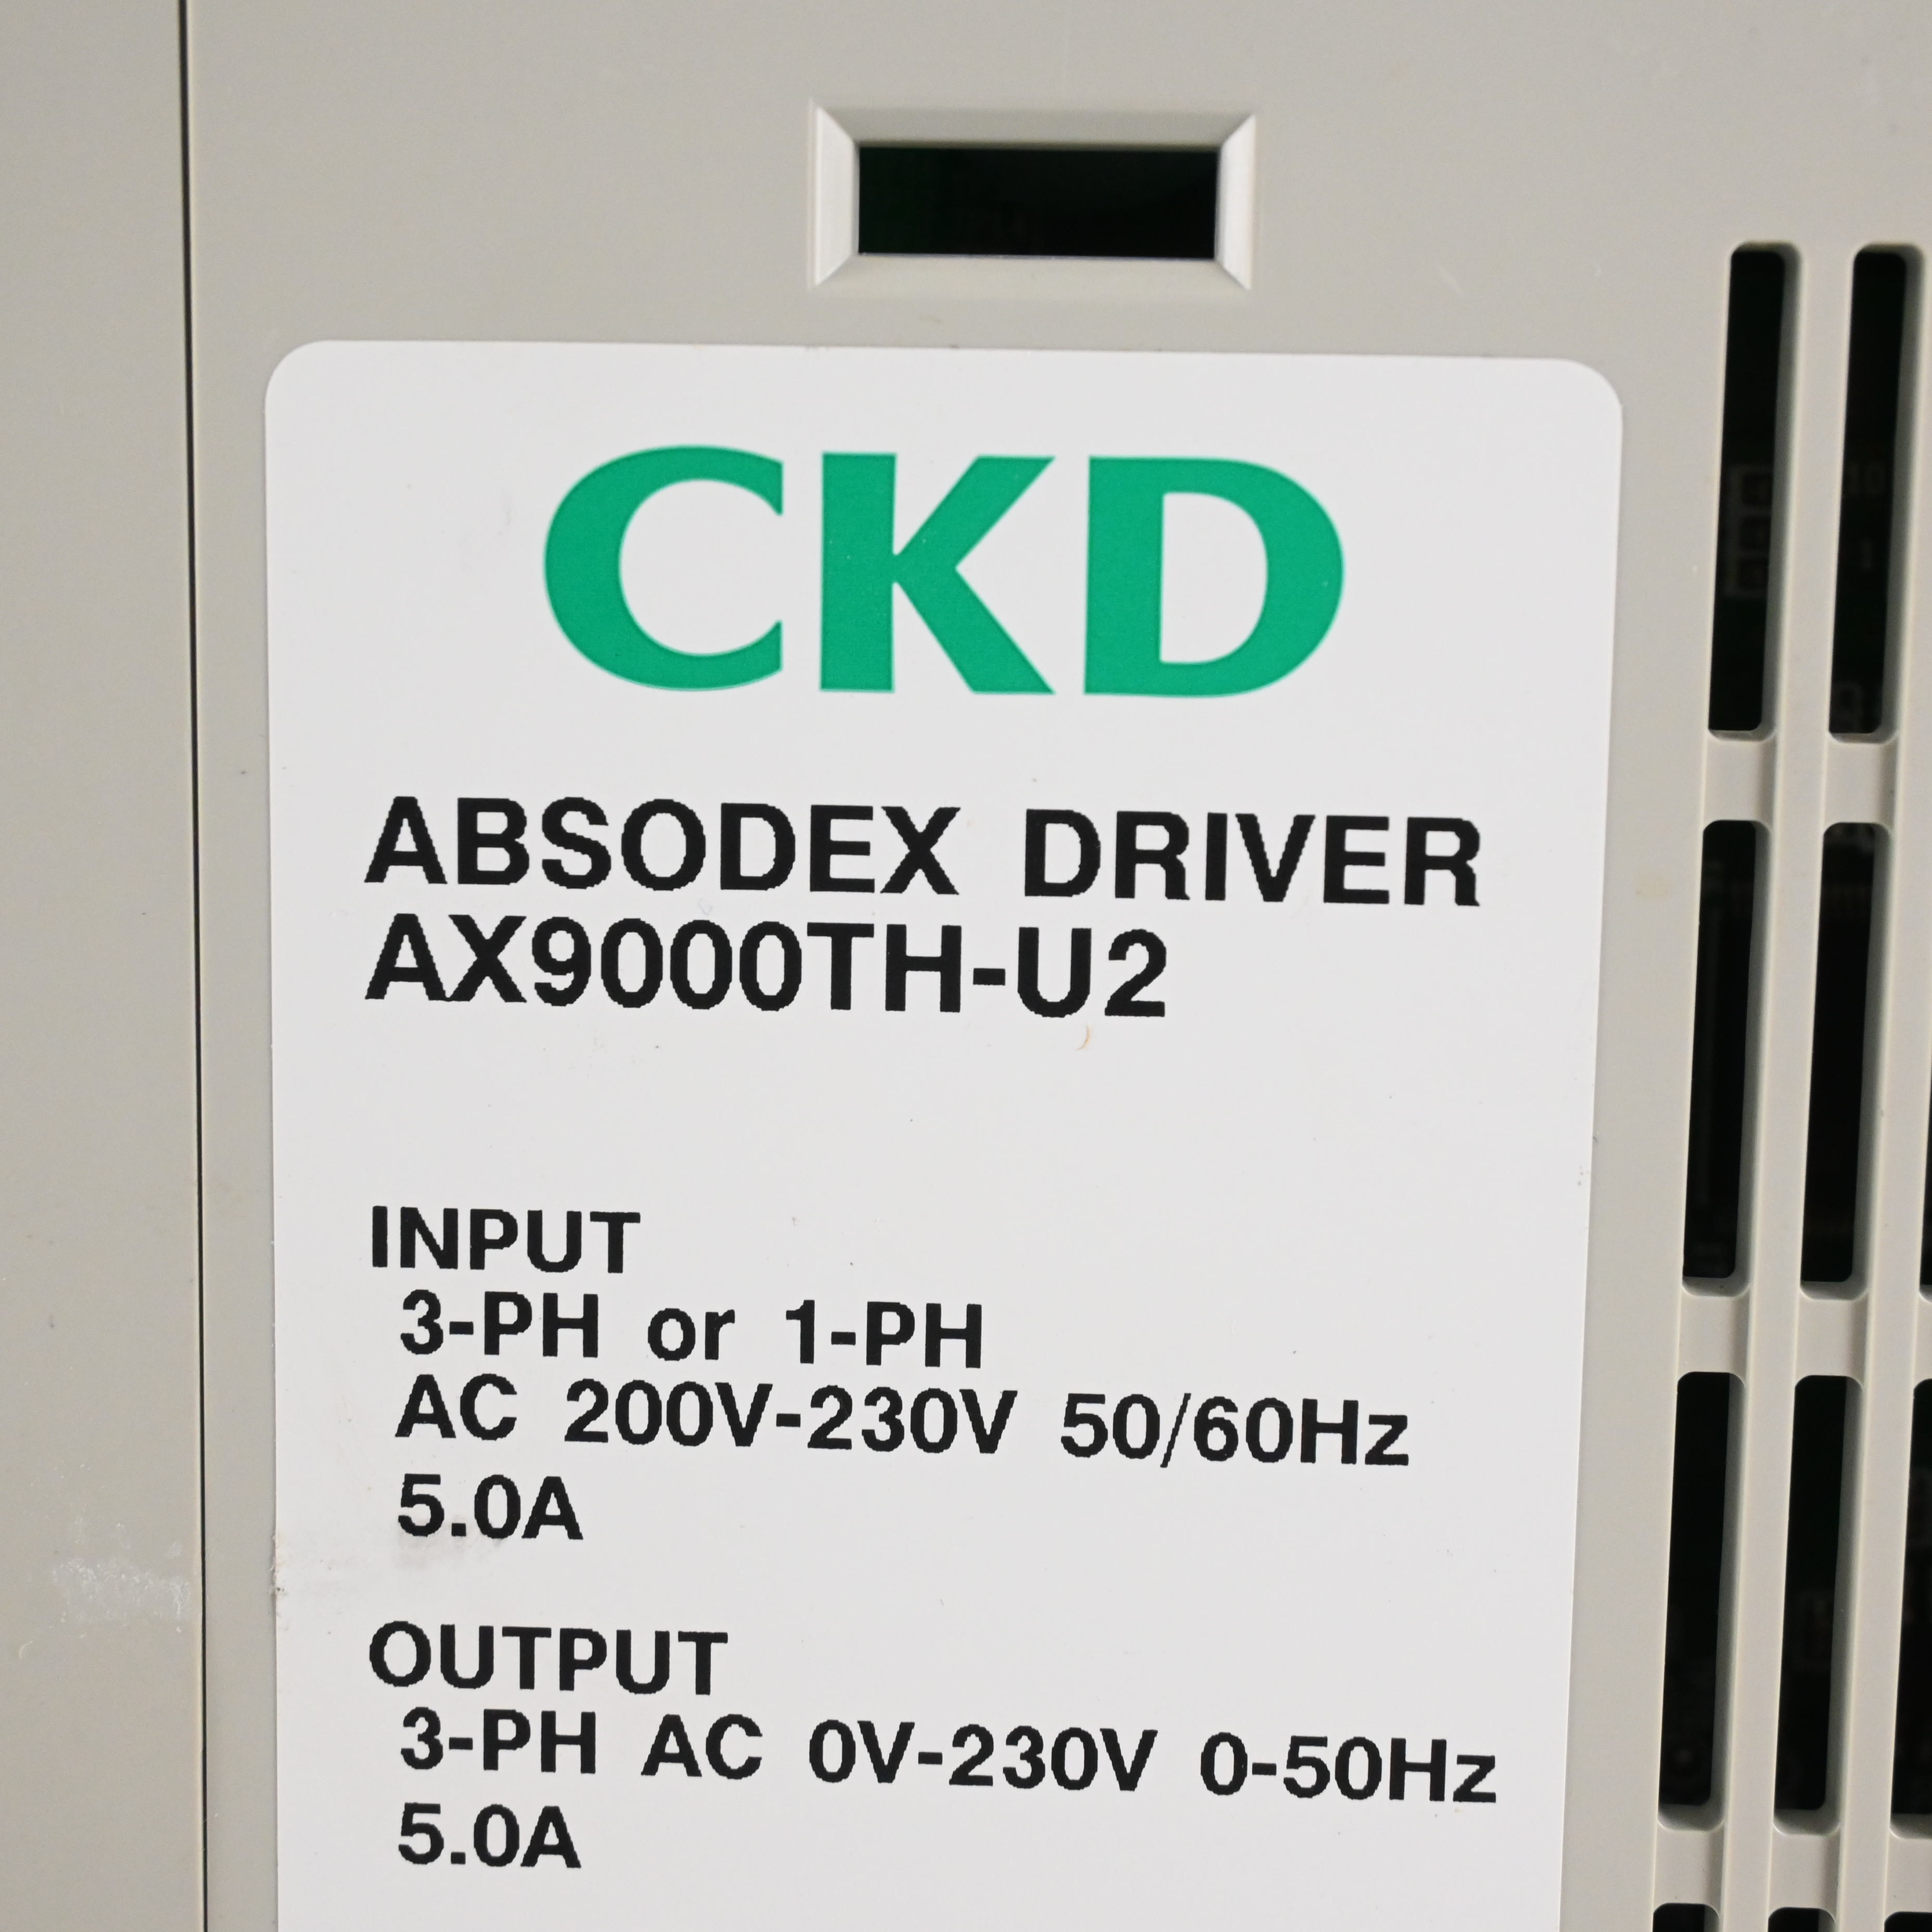 CKD
ABSODEX DRIVER
AX9000TH-U2
INPUT
3-PH or 1-PH
AC 200V-230V 50/60Hz
5.0A
OUTPUT
3-PH AC 0V-230V 0-50Hz
5.0A